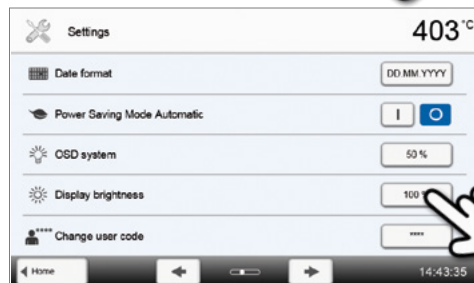 Settings
403 °C
Date format
DD.MM.YYYY
Power Saving Mode Automatic
I O
OSD system
50 %
Display brightness
100
Change user code
****
Home
14:43:35